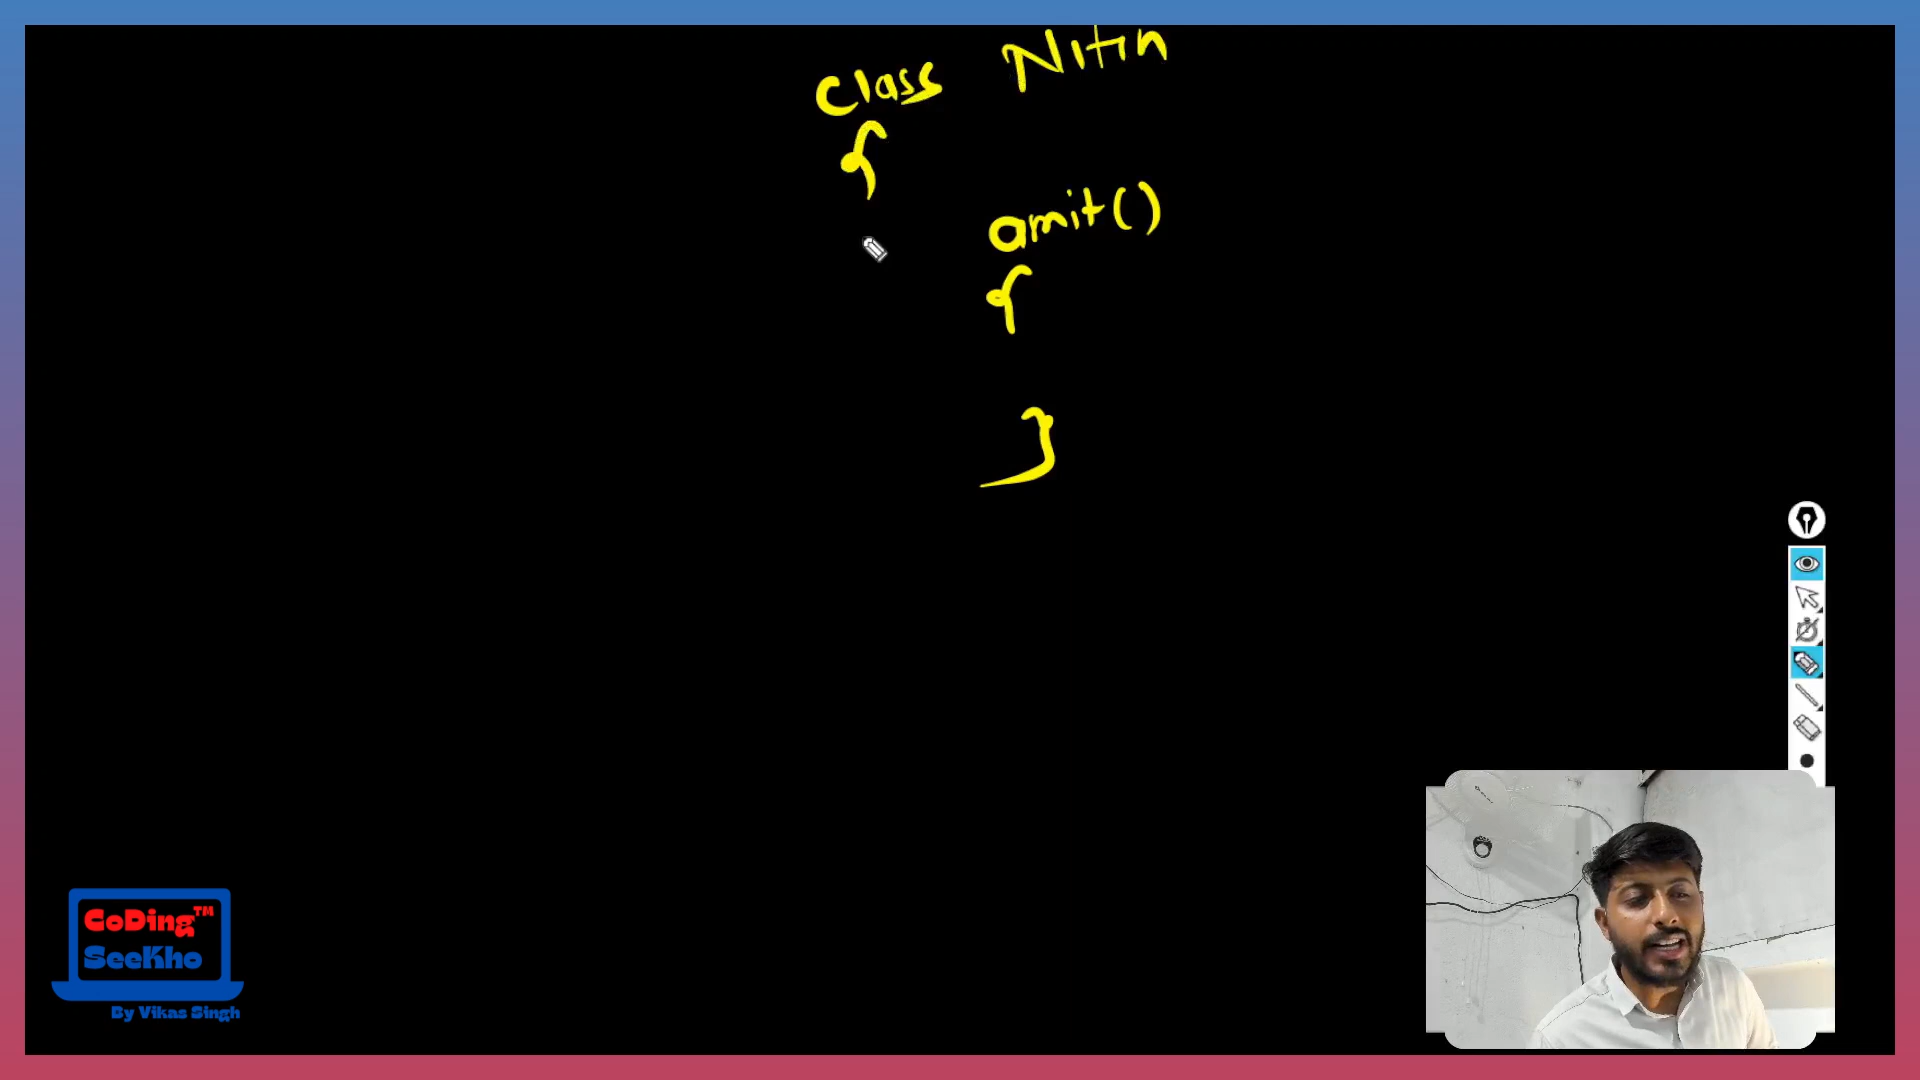 class Nitin
{
amit()
{
}
CoDing™
SeeKho
By Vikas Singh